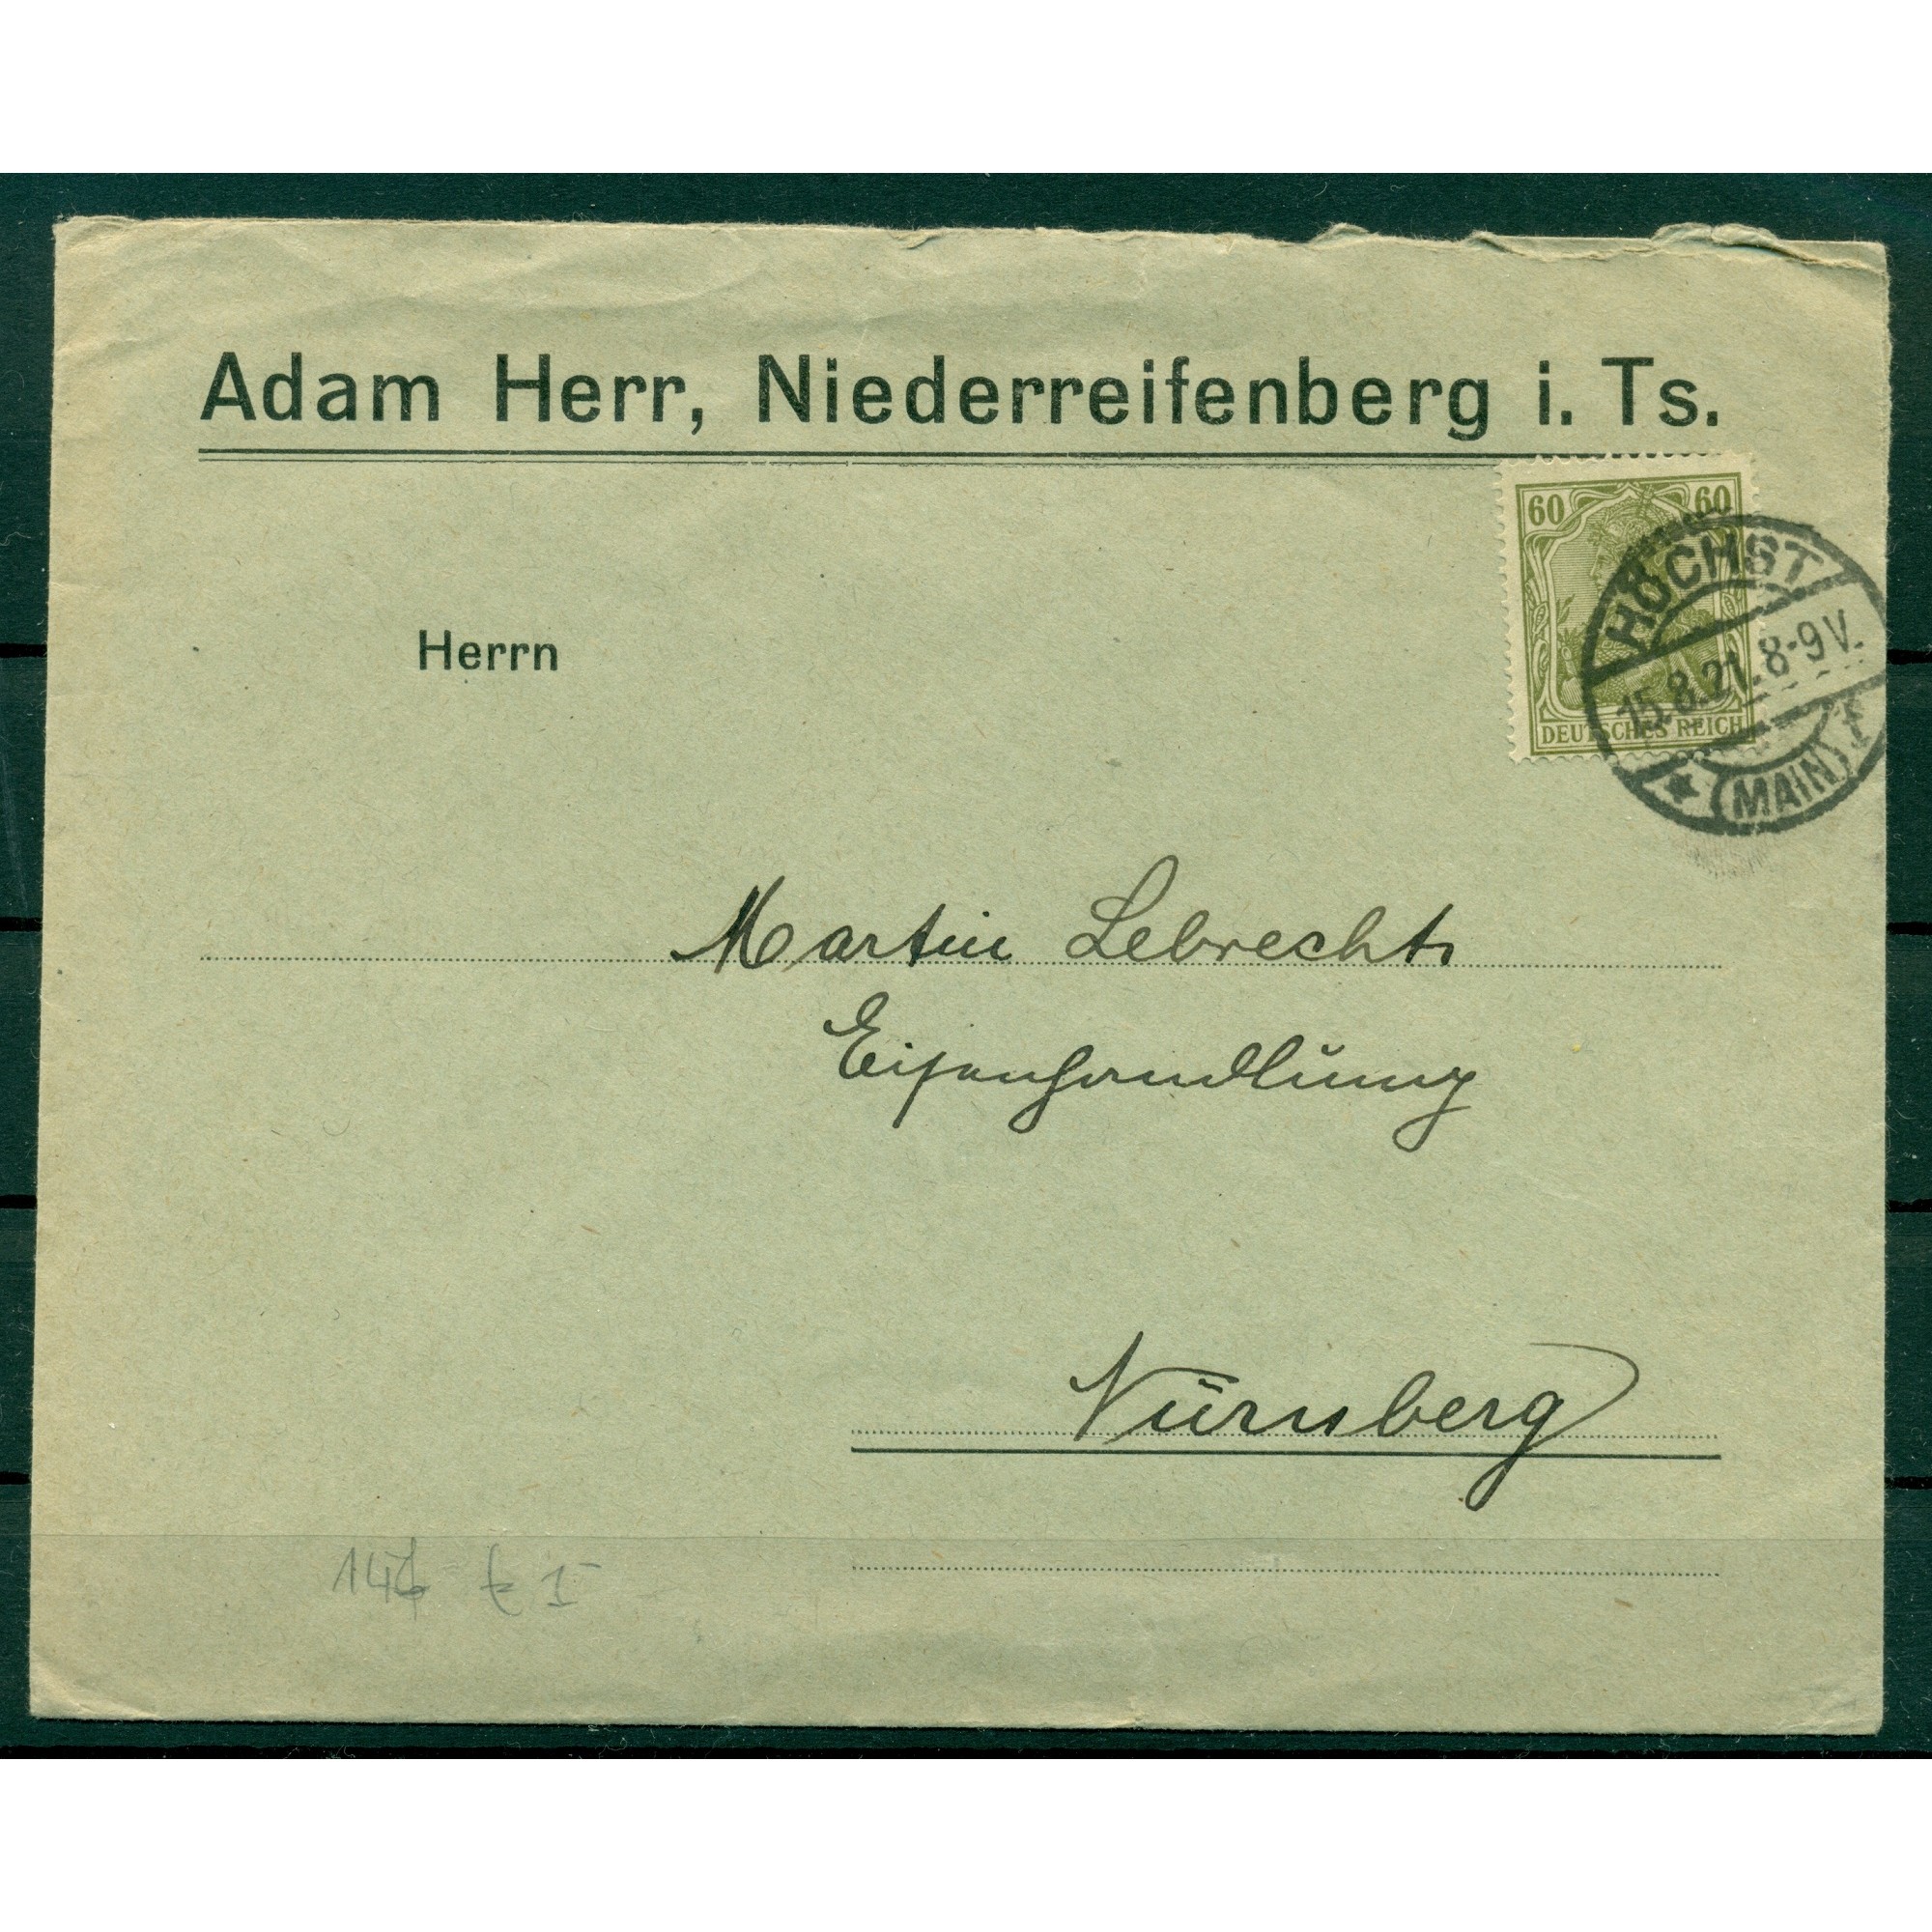 Adam Herr, Niederreifenberg i. Ts.
60 60
DEUTSCHES REICH
HÖCHST
15.8.21. 8-9V.
(MAIN)
Herrn
Martin Lebrecht
Eisenhandlung
Nürnberg